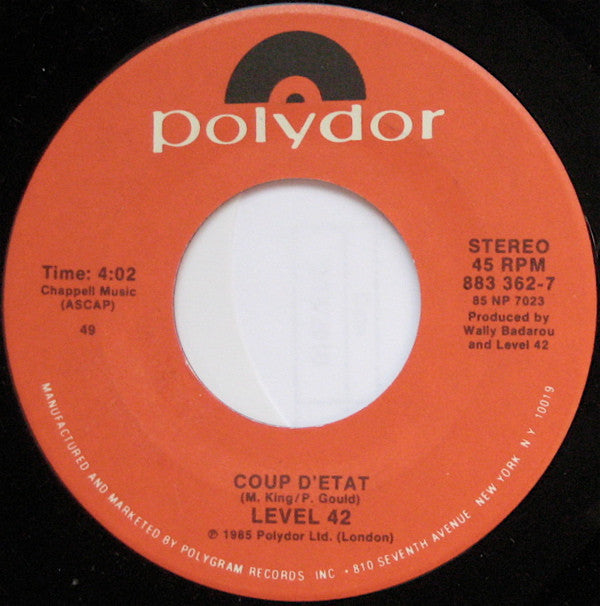 polydor
Time: 4:02
Chappell Music
(ASCAP)
49
STEREO
45 RPM
883 362-7
85 NP 7023
Produced by
Wally Badarou
and Level 42
COUP D'ETAT
(M. King/P. Gould)
LEVEL 42
℗ 1985 Polydor Ltd. (London)
MANUFACTURED AND MARKETED BY POLYGRAM RECORDS INC • 810 SEVENTH AVENUE NEW YORK N.Y. 10019